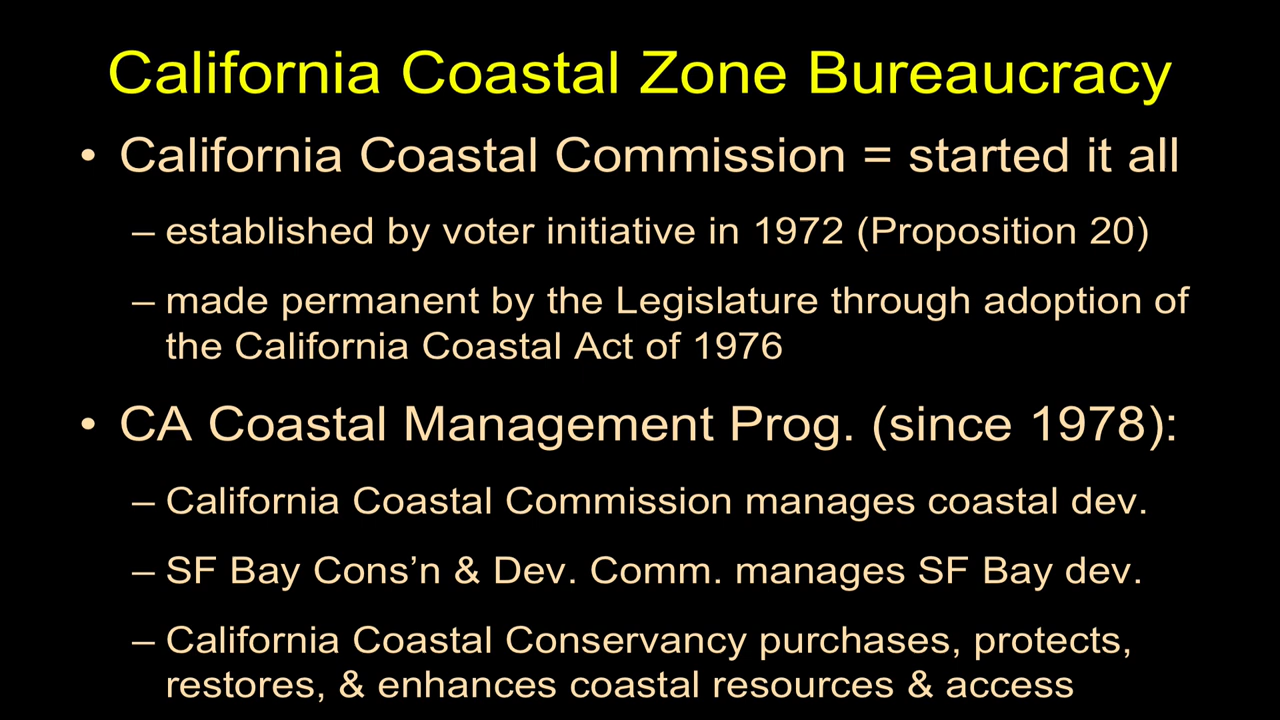 California Coastal Zone Bureaucracy
• California Coastal Commission = started it all
– established by voter initiative in 1972 (Proposition 20)
– made permanent by the Legislature through adoption of
the California Coastal Act of 1976
• CA Coastal Management Prog. (since 1978):
– California Coastal Commission manages coastal dev.
– SF Bay Cons’n & Dev. Comm. manages SF Bay dev.
– California Coastal Conservancy purchases, protects,
restores, & enhances coastal resources & access